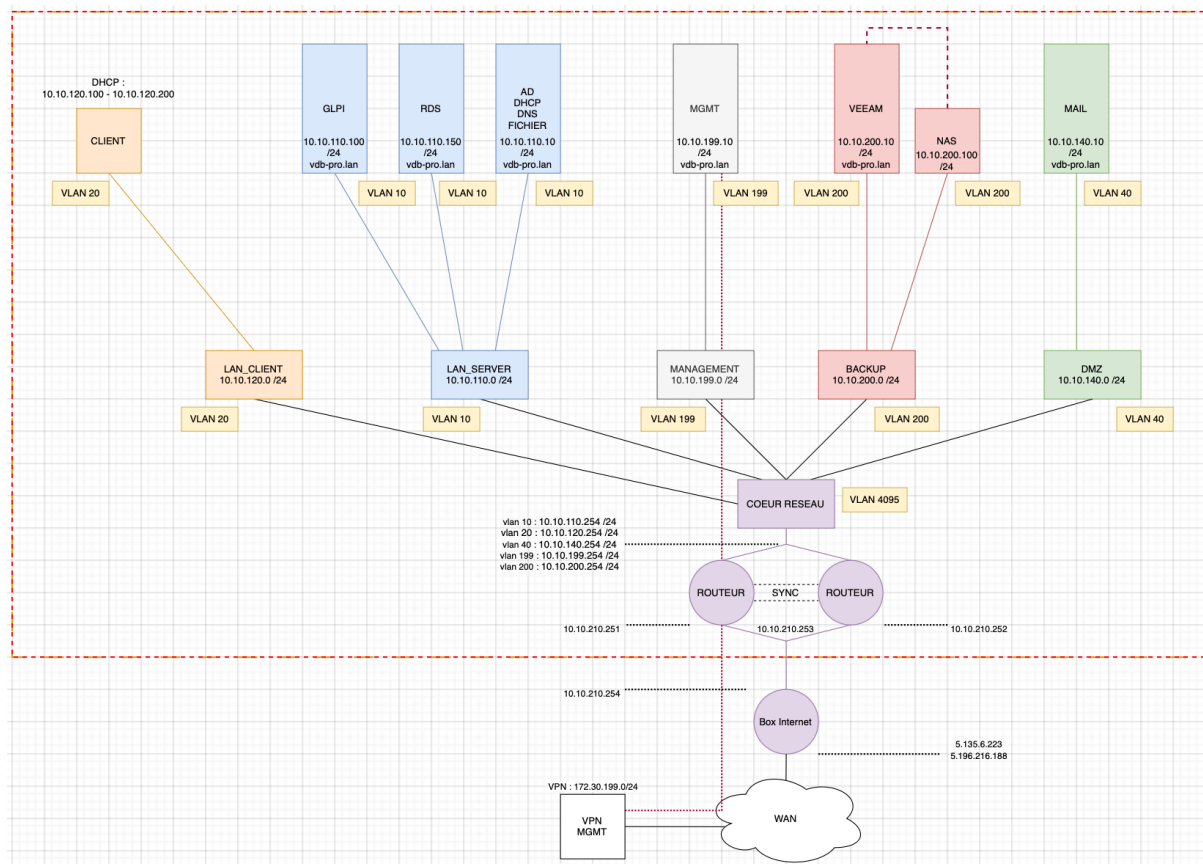 DHCP :
10.10.120.100 - 10.10.120.200
CLIENT
VLAN 20
GLPI
10.10.110.100
/24
vdb-pro.lan
VLAN 10
RDS
10.10.110.150
/24
vdb-pro.lan
VLAN 10
AD
DHCP
DNS
FICHIER
10.10.110.10
/24
vdb-pro.lan
VLAN 10
MGMT
10.10.199.10
/24
vdb-pro.lan
VLAN 199
VEEAM
10.10.200.10
/24
vdb-pro.lan
VLAN 200
NAS
10.10.200.100
/24
VLAN 200
MAIL
10.10.140.10
/24
vdb-pro.lan
VLAN 40
LAN_CLIENT
10.10.120.0 /24
VLAN 20
LAN_SERVER
10.10.110.0 /24
VLAN 10
MANAGEMENT
10.10.199.0 /24
VLAN 199
BACKUP
10.10.200.0 /24
VLAN 200
DMZ
10.10.140.0 /24
VLAN 40
COEUR RESEAU
VLAN 4095
vlan 10 : 10.10.110.254 /24
vlan 20 : 10.10.120.254 /24
vlan 40 : 10.10.140.254 /24
vlan 199 : 10.10.199.254 /24
vlan 200 : 10.10.200.254 /24
ROUTEUR
SYNC
ROUTEUR
10.10.210.251
10.10.210.253
10.10.210.252
10.10.210.254
Box Internet
5.135.6.223
5.196.216.188
VPN : 172.30.199.0/24
VPN
MGMT
WAN